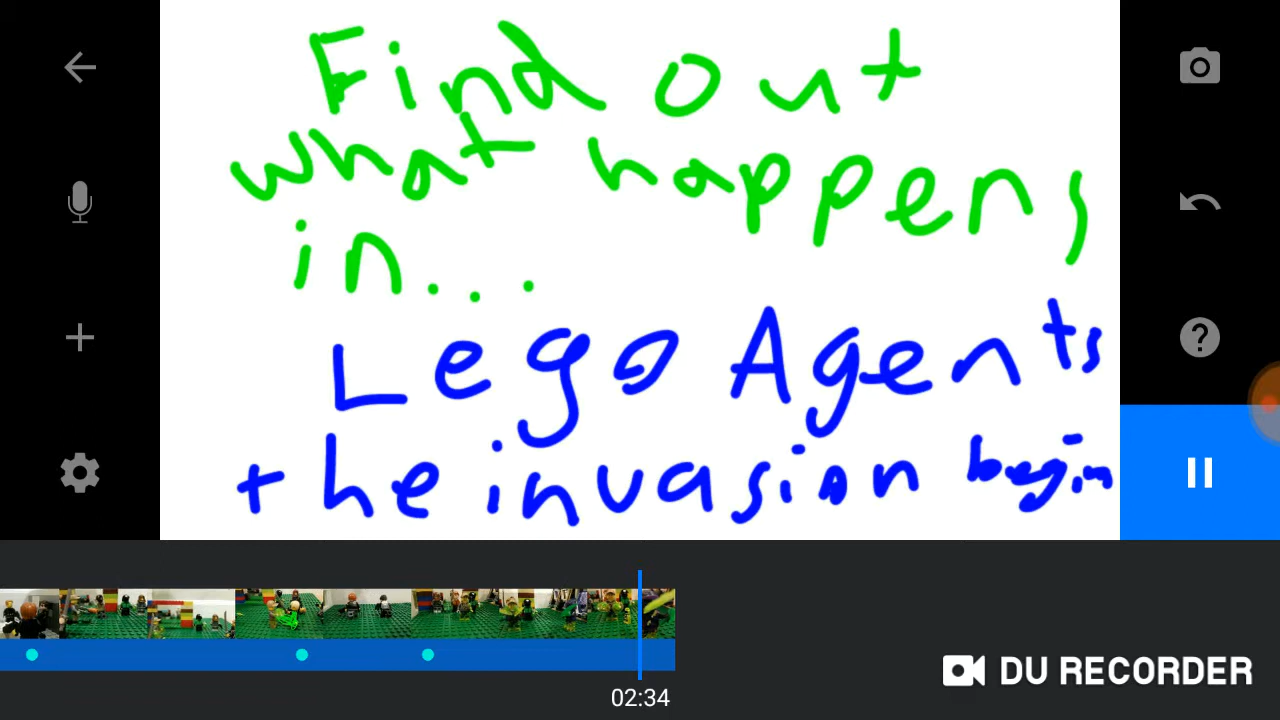 Find out
what happens
in...
Lego Agents
the invasion begin
02:34
DU RECORDER